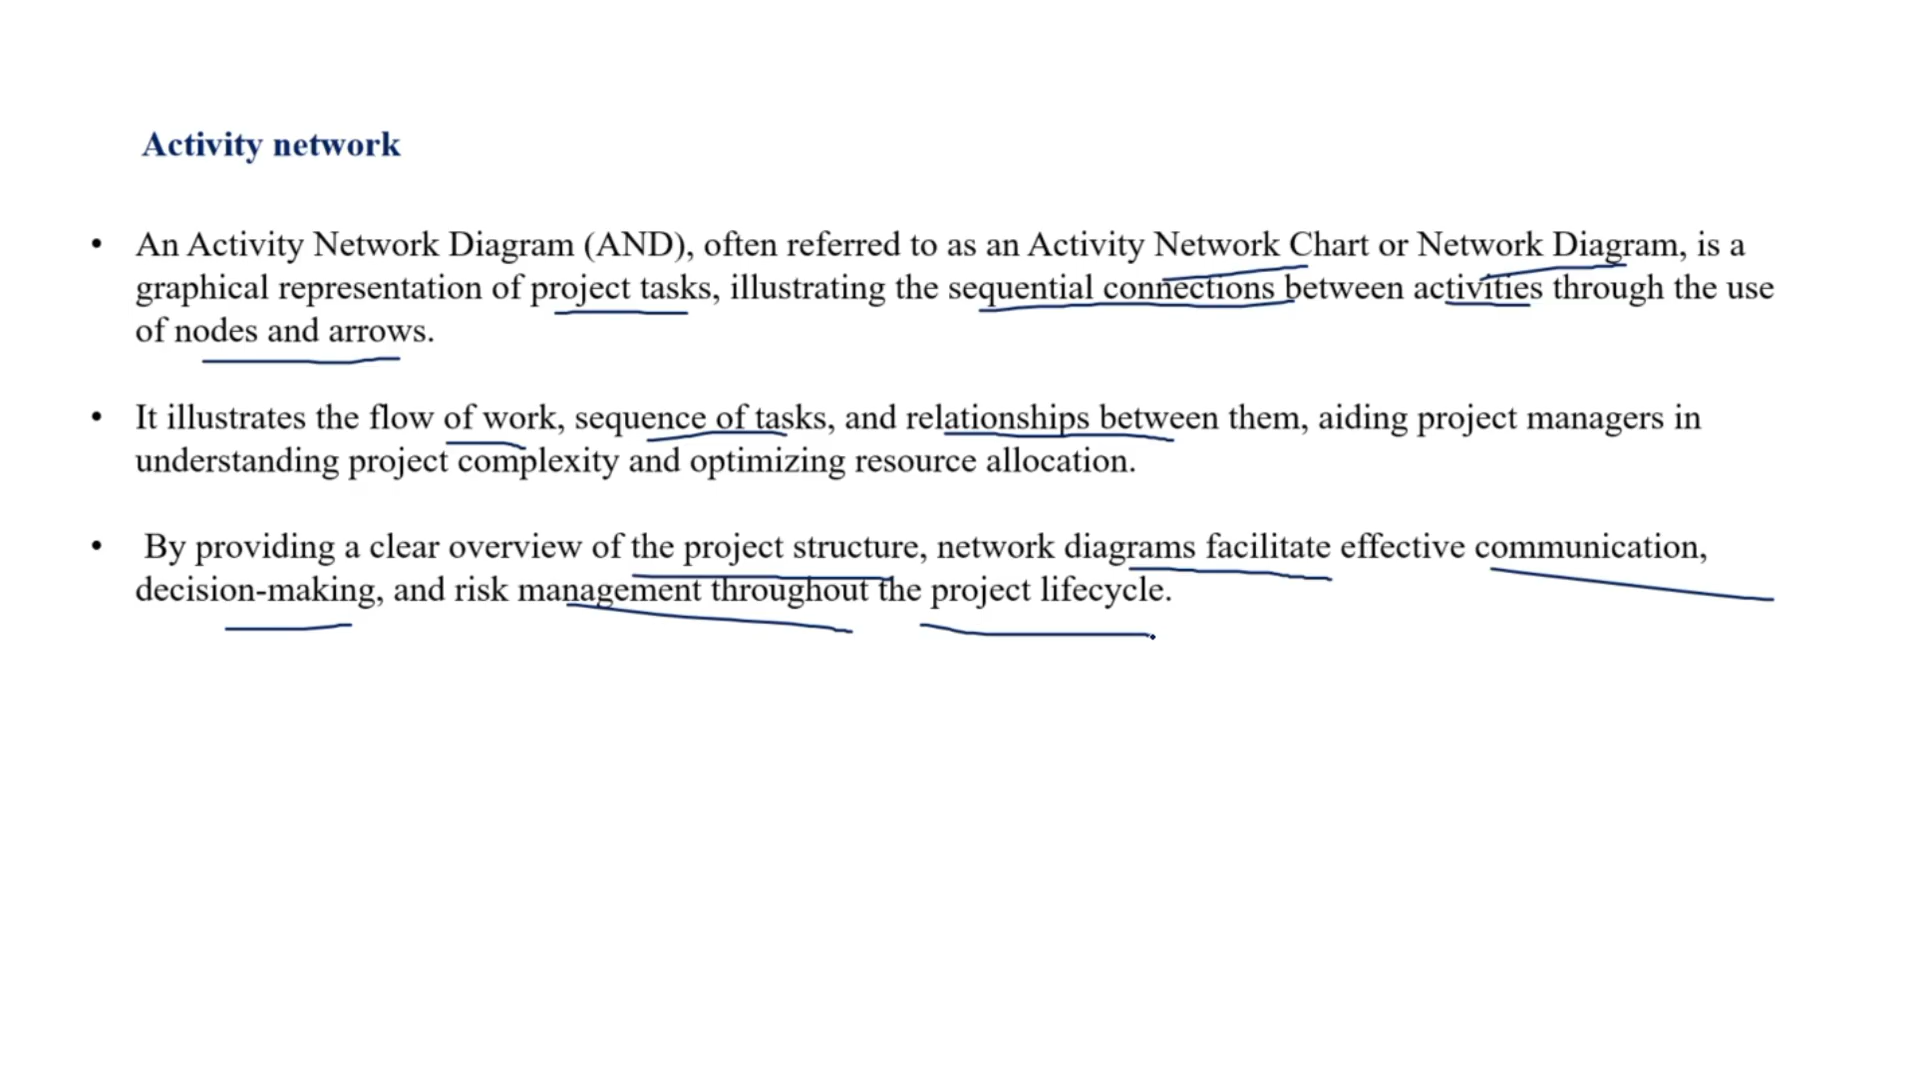 Activity network
• An Activity Network Diagram (AND), often referred to as an Activity Network Chart or Network Diagram, is a
graphical representation of project tasks, illustrating the sequential connections between activities through the use
of nodes and arrows.
• It illustrates the flow of work, sequence of tasks, and relationships between them, aiding project managers in
understanding project complexity and optimizing resource allocation.
• By providing a clear overview of the project structure, network diagrams facilitate effective communication,
decision-making, and risk management throughout the project lifecycle.